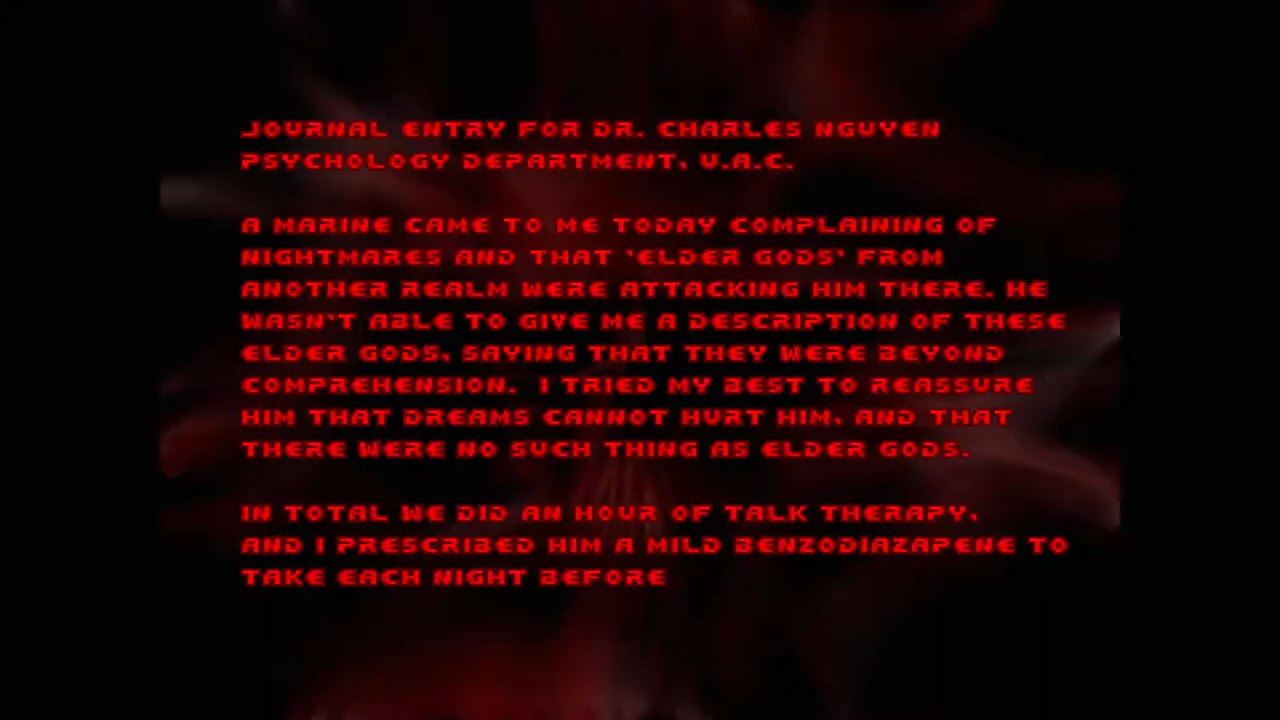 JOURNAL ENTRY FOR DR. CHARLES NGUYEN
PSYCHOLOGY DEPARTMENT, U.A.C.
A MARINE CAME TO ME TODAY COMPLAINING OF
NIGHTMARES AND THAT 'ELDER GODS' FROM
ANOTHER REALM WERE ATTACKING HIM THERE. HE
WASN'T ABLE TO GIVE ME A DESCRIPTION OF THESE
ELDER GODS, SAYING THAT THEY WERE BEYOND
COMPREHENSION.  I TRIED MY BEST TO REASSURE
HIM THAT DREAMS CANNOT HURT HIM, AND THAT
THERE WERE NO SUCH THING AS ELDER GODS.
IN TOTAL WE DID AN HOUR OF TALK THERAPY,
AND I PRESCRIBED HIM A MILD BENZODIAZAPENE TO
TAKE EACH NIGHT BEFORE